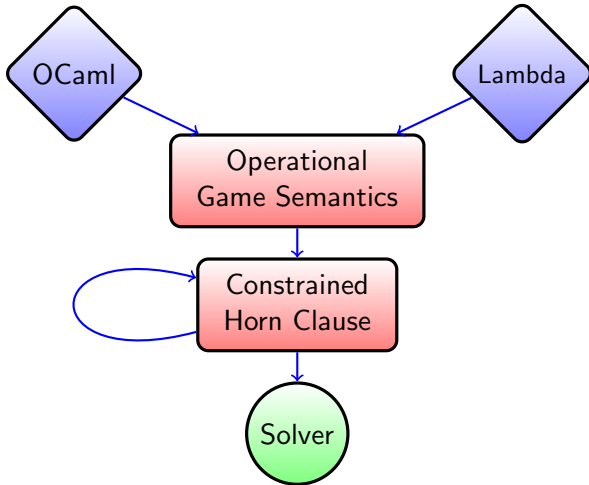 OCaml
Lambda
Operational
Game Semantics
Constrained
Horn Clause
Solver